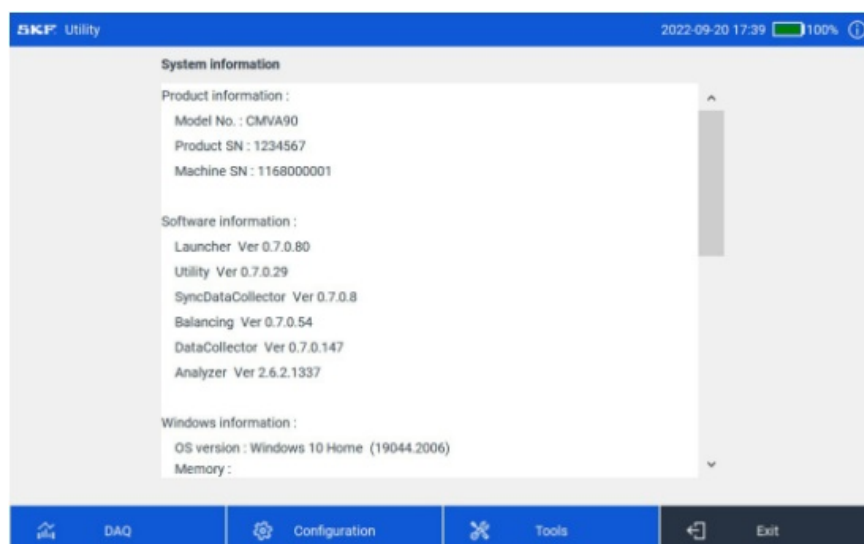 SKF Utility 2022-09-20 17:39 100%
System information
Product information :
Model No. : CMVA90
Product SN : 1234567
Machine SN : 1168000001
Software information :
Launcher Ver 0.7.0.80
Utility Ver 0.7.0.29
SyncDataCollector Ver 0.7.0.8
Balancing Ver 0.7.0.54
DataCollector Ver 0.7.0.147
Analyzer Ver 2.6.2.1337
Windows information :
OS version : Windows 10 Home (19044.2006)
Memory :
DAQ Configuration Tools Exit